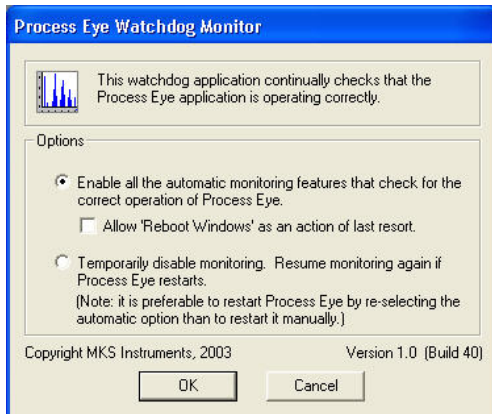 Process Eye Watchdog Monitor
This watchdog application continually checks that the
Process Eye application is operating correctly.
Options
Enable all the automatic monitoring features that check for the
correct operation of Process Eye.
Allow 'Reboot Windows' as an action of last resort.
Temporarily disable monitoring.  Resume monitoring again if
Process Eye restarts.
(Note: it is preferable to restart Process Eye by re-selecting the
automatic option than to restart it manually.)
Copyright MKS Instruments, 2003
Version 1.0  (Build 40)
OK
Cancel